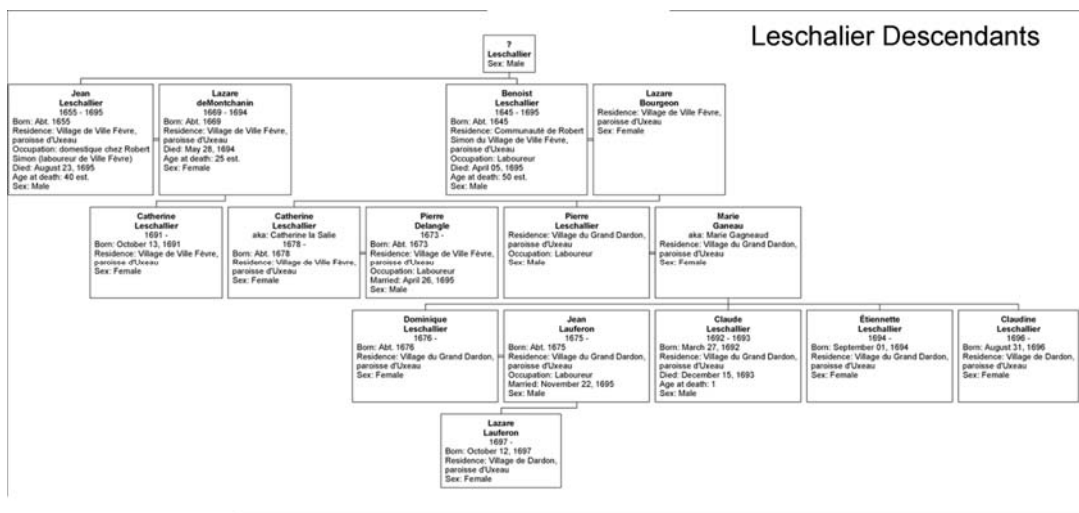 Leschalier Descendants
?
Leschallier
Sex: Male
Jean
Leschallier
1655 - 1695
Born: Abt. 1655
Residence: Village de Ville Fèvre,
paroisse d'Uxeau
Occupation: domestique chez Robert
Simon (laboureur de Ville Fèvre)
Died: August 23, 1695
Age at death: 40 est.
Sex: Male
Lazare
deMontchanin
1669 - 1694
Born: Abt. 1669
Residence: Village de Ville Fèvre,
paroisse d'Uxeau
Died: May 28, 1694
Age at death: 25 est.
Sex: Female
Benoist
Leschallier
1645 - 1695
Born: Abt. 1645
Residence: Communauté de Robert
Simon du Village de Ville Fèvre,
paroisse d'Uxeau
Occupation: Laboureur
Died: April 05, 1695
Age at death: 50 est.
Sex: Male
Lazare
Bourgeon
Residence: Village de Ville Fèvre,
paroisse d'Uxeau
Sex: Female
Catherine
Leschallier
1691 -
Born: October 13, 1691
Residence: Village de Ville Fèvre,
paroisse d'Uxeau
Sex: Female
Catherine
Leschallier
aka: Catherine la Salie
1678 -
Born: Abt. 1678
Residence: Village de Ville Fèvre,
paroisse d'Uxeau
Sex: Female
Pierre
Delangle
1673 -
Born: Abt. 1673
Residence: Village de Ville Fèvre,
paroisse d'Uxeau
Occupation: Laboureur
Married: April 26, 1695
Sex: Male
Pierre
Leschallier
Residence: Village du Grand Dardon,
paroisse d'Uxeau
Occupation: Laboureur
Sex: Male
Marie
Ganeau
aka: Marie Gagneaud
Residence: Village du Grand Dardon,
paroisse d'Uxeau
Sex: Female
Dominique
Leschallier
1676 -
Born: Abt. 1676
Residence: Village du Grand Dardon,
paroisse d'Uxeau
Sex: Female
Jean
Lauferon
1675 -
Born: Abt. 1675
Residence: Village du Grand Dardon,
paroisse d'Uxeau
Occupation: Laboureur
Married: November 22, 1695
Sex: Male
Claude
Leschallier
1692 - 1693
Born: March 27, 1692
Residence: Village du Grand Dardon,
paroisse d'Uxeau
Died: December 15, 1693
Age at death: 1
Sex: Male
Étiennette
Leschallier
1694 -
Born: September 01, 1694
Residence: Village du Grand Dardon,
paroisse d'Uxeau
Sex: Female
Claudine
Leschallier
1696 -
Born: August 31, 1696
Residence: Village de Dardon,
paroisse d'Uxeau
Sex: Female
Lazare
Lauferon
1697 -
Born: October 12, 1697
Residence: Village de Dardon,
paroisse d'Uxeau
Sex: Female